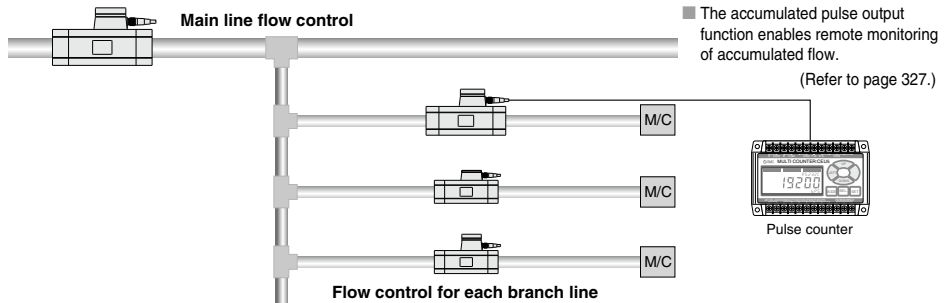 Main line flow control
The accumulated pulse output
function enables remote monitoring
of accumulated flow.
(Refer to page 327.)
M/C
MULTI COUNTER:CEU5
19200
Pulse counter
M/C
M/C
Flow control for each branch line